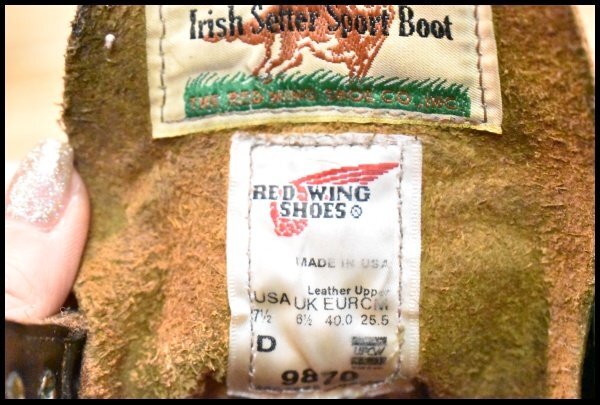 Irish Setter Sport Boot
THE RED WING SHOE CO., INC.
RED WING
SHOES
MADE IN USA
Leather Upper
USA UK EUR CM
7½ 6½ 40.0 25.5
D
UFCW
9870